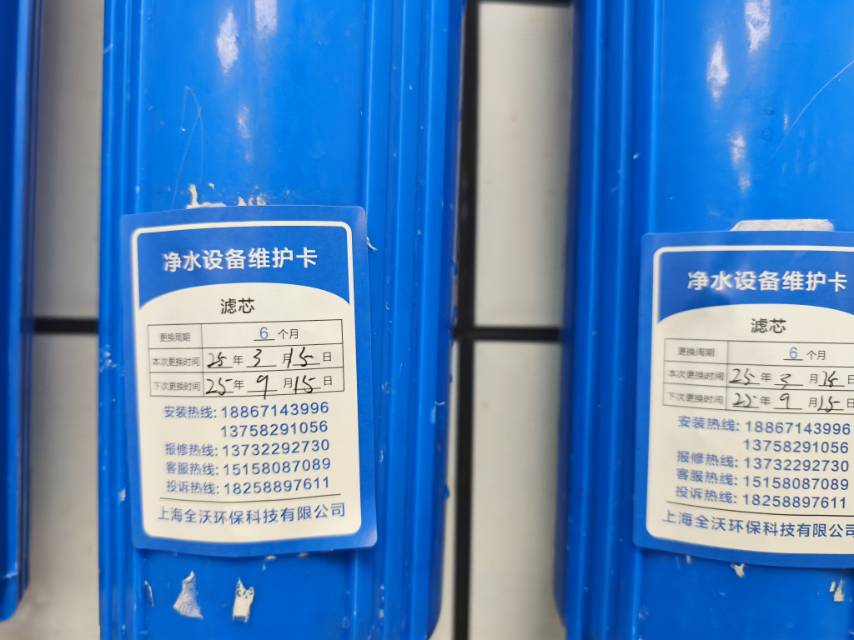 净水设备维护卡
滤芯
更换周期 6 个月
本次更换时间 25 年 3 月 15 日
下次更换时间 25 年 9 月 15 日
安装热线: 18867143996
13758291056
报修热线: 13732292730
客服热线: 15158087089
投诉热线: 18258897611
上海全沃环保科技有限公司
净水设备维护卡
滤芯
更换周期 6 个月
本次更换时间 25 年 3 月 15 日
下次更换时间 25 年 9 月 15 日
安装热线: 18867143996
13758291056
报修热线: 13732292730
客服热线: 15158087089
投诉热线: 18258897611
上海全沃环保科技有限公司